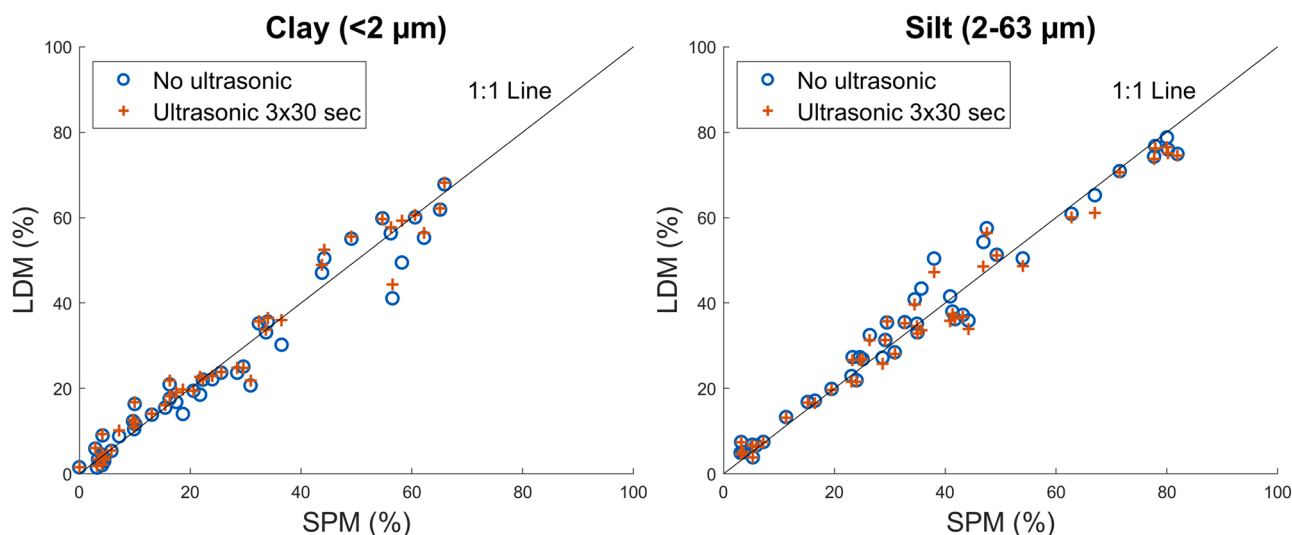 Clay (<2 µm)
100
80
60
40
20
0
LDM (%)
No ultrasonic
Ultrasonic 3x30 sec
1:1 Line
0 20 40 60 80 100
SPM (%)
Silt (2-63 µm)
100
80
60
40
20
0
LDM (%)
No ultrasonic
Ultrasonic 3x30 sec
1:1 Line
0 20 40 60 80 100
SPM (%)